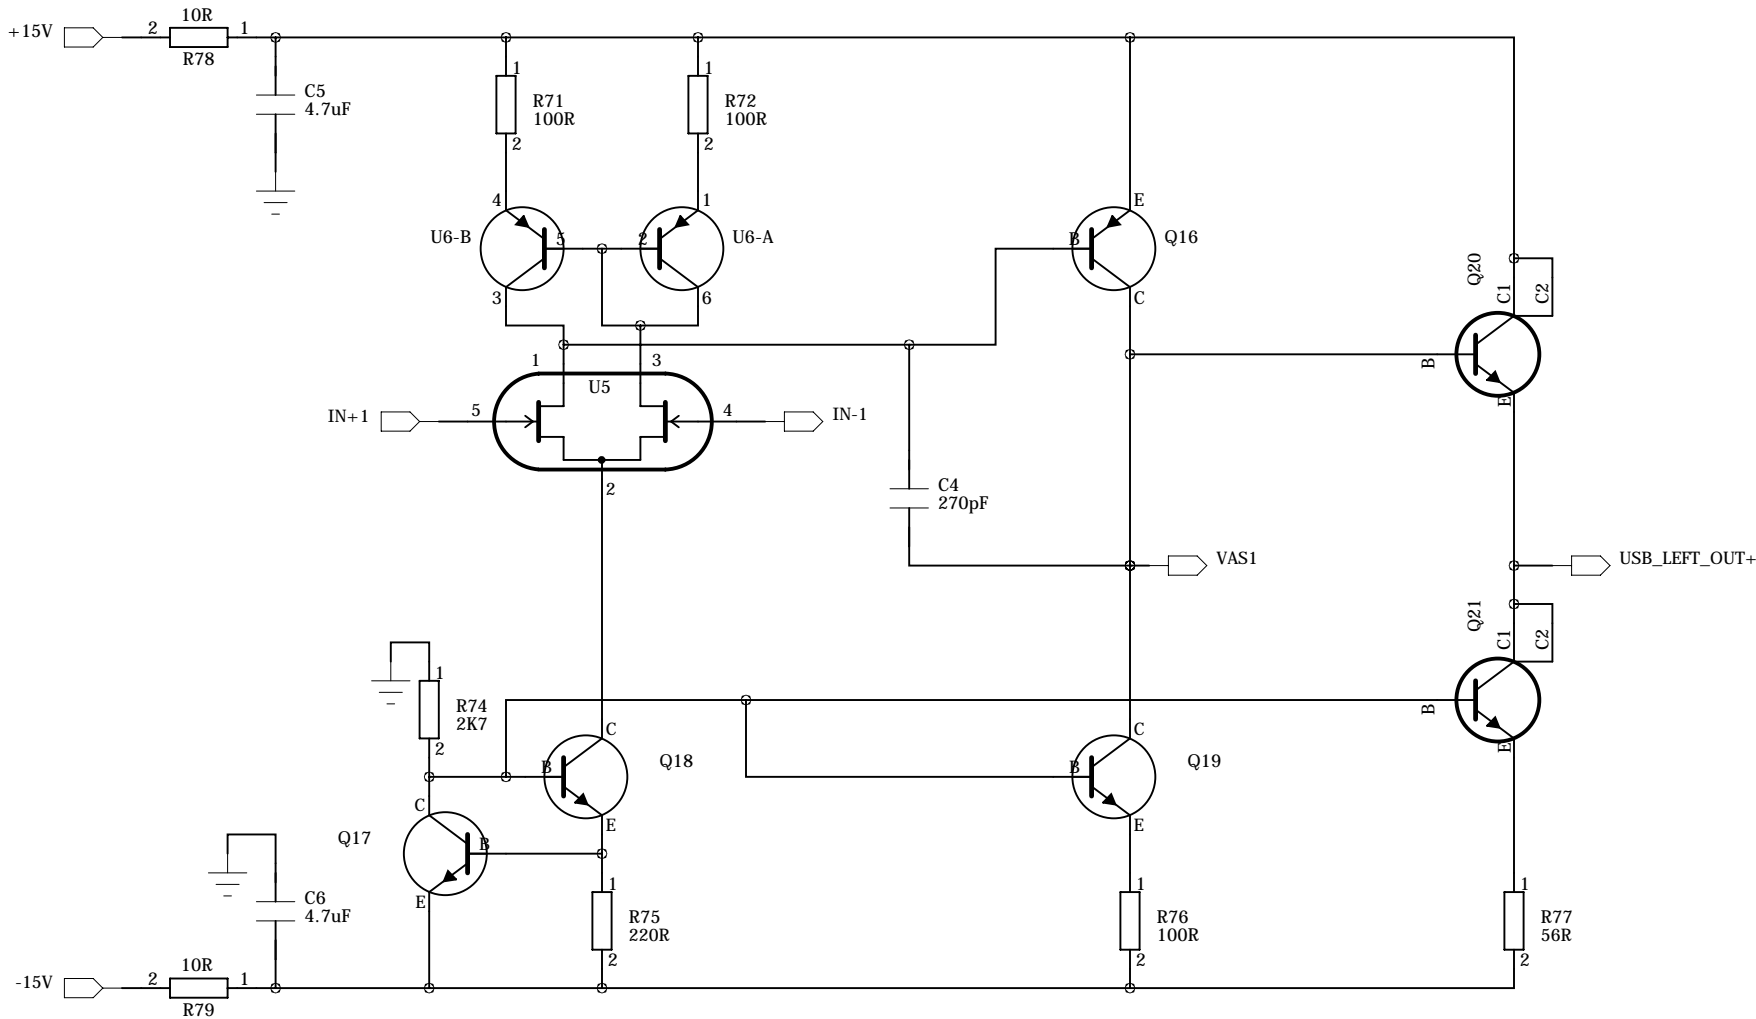 10R
+15V
2
1
R78
C5
4.7uF
1
R71
100R
2
1
R72
100R
2
4
U6-B
5
3
1
2
U6-A
6
E
B
Q16
C
Q20
C1
C2
B
E
1
3
U5
IN+1
5
4
IN-1
2
C4
270pF
VAS1
USB_LEFT_OUT+
Q21
C1
C2
B
E
1
R74
2K7
2
C
B
Q18
E
C
B
Q19
E
C
Q17
B
E
C6
4.7uF
1
R75
220R
2
1
R76
100R
2
1
R77
56R
2
10R
-15V
2
1
R79